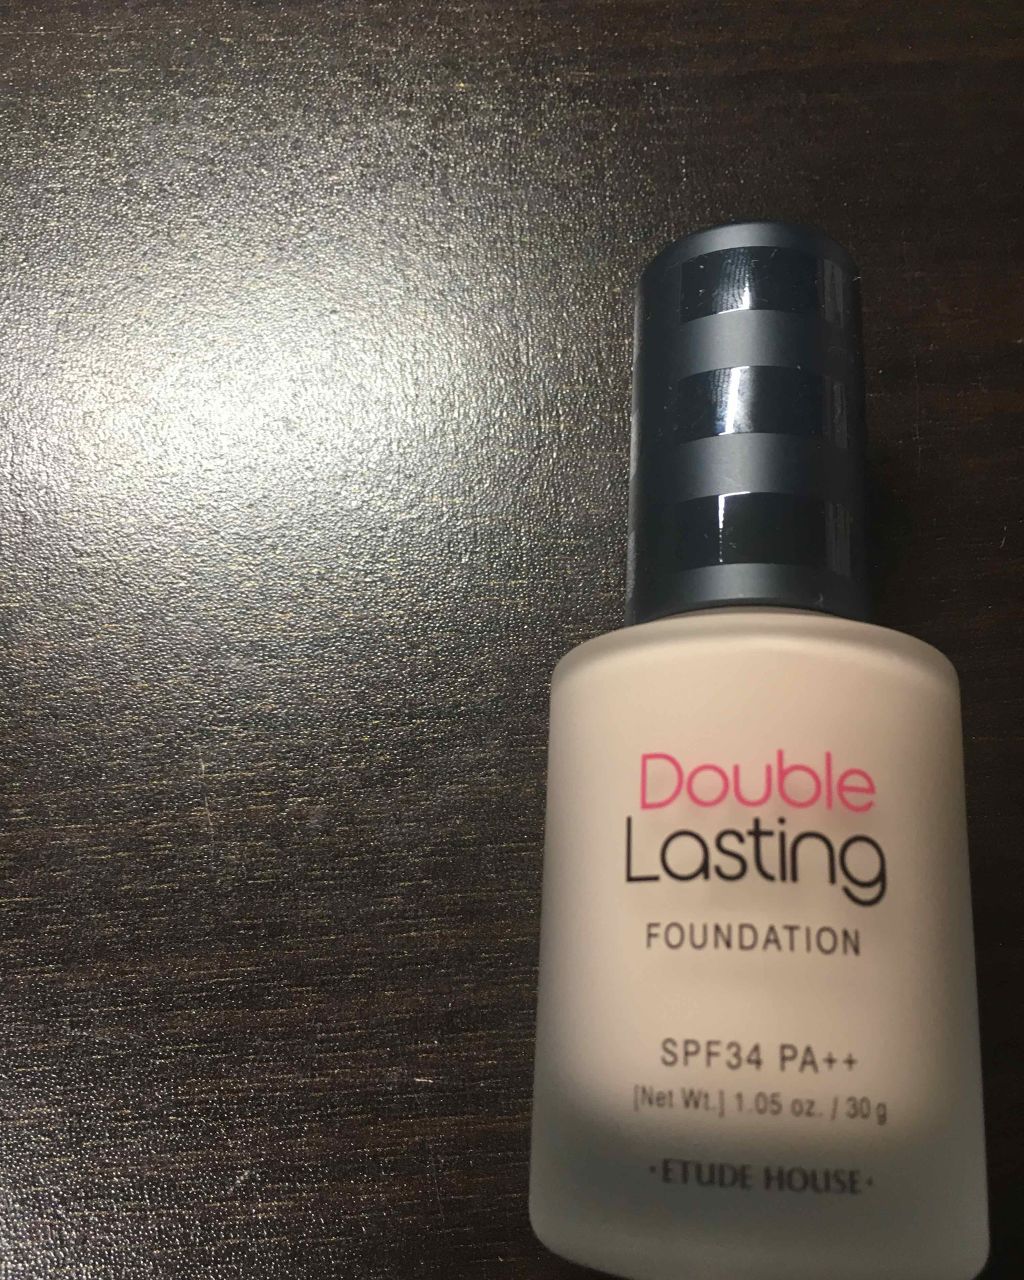 Double
Lasting
FOUNDATION
SPF34 PA++
[Net Wt.] 1.05 oz. / 30 g
·ETUDE HOUSE·